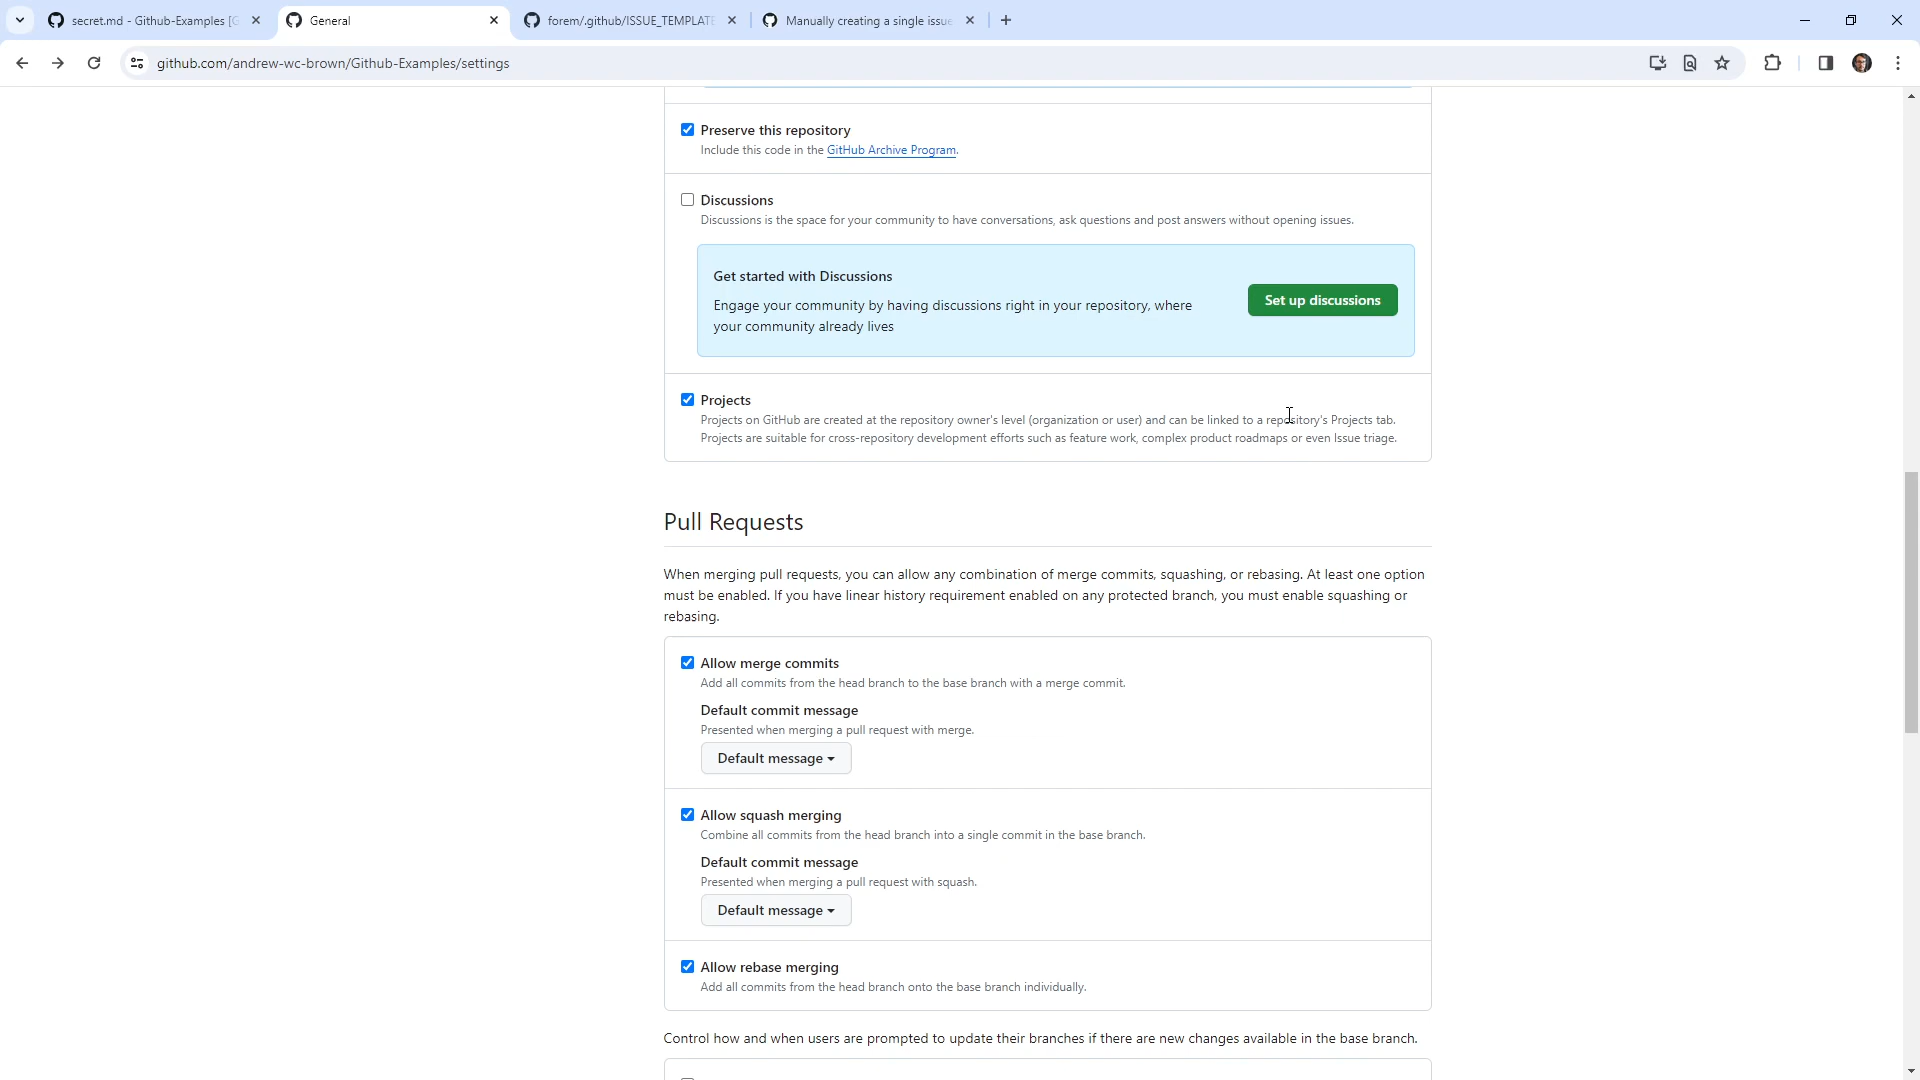 secret.md - Github-Examples [G
General
forem/.github/ISSUE_TEMPLATE
Manually creating a single issue
github.com/andrew-wc-brown/Github-Examples/settings
Preserve this repository
Include this code in the GitHub Archive Program.
Discussions
Discussions is the space for your community to have conversations, ask questions and post answers without opening issues.
Get started with Discussions
Engage your community by having discussions right in your repository, where
your community already lives
Set up discussions
Projects
Projects on GitHub are created at the repository owner's level (organization or user) and can be linked to a repository's Projects tab.
Projects are suitable for cross-repository development efforts such as feature work, complex product roadmaps or even Issue triage.
Pull Requests
When merging pull requests, you can allow any combination of merge commits, squashing, or rebasing. At least one option
must be enabled. If you have linear history requirement enabled on any protected branch, you must enable squashing or
rebasing.
Allow merge commits
Add all commits from the head branch to the base branch with a merge commit.
Default commit message
Presented when merging a pull request with merge.
Default message
Allow squash merging
Combine all commits from the head branch into a single commit in the base branch.
Default commit message
Presented when merging a pull request with squash.
Default message
Allow rebase merging
Add all commits from the head branch onto the base branch individually.
Control how and when users are prompted to update their branches if there are new changes available in the base branch.